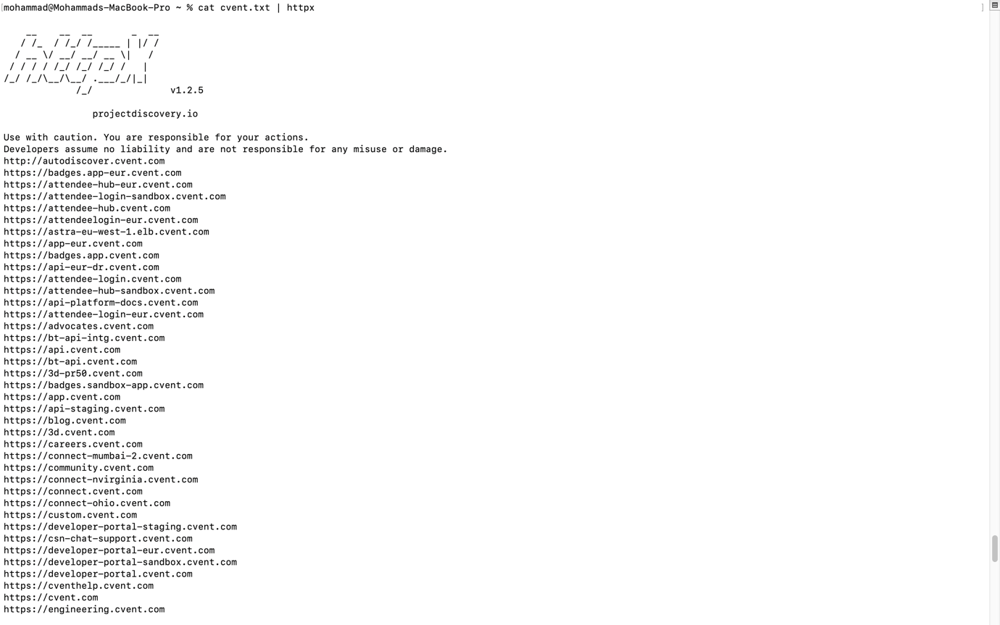 [mohammad@Mohammads-MacBook-Pro ~ % cat cvent.txt | httpx ]
    __    __  __       _  __
   / /_  / /_/ /_____ | |/ /
  / __ \/ __/ __/ __ \|   /
 / / / / /_/ /_/ /_/ /   |
/_/ /_/\__/\__/ .___/_/|_|
             /_/              v1.2.5
projectdiscovery.io
Use with caution. You are responsible for your actions.
Developers assume no liability and are not responsible for any misuse or damage.
http://autodiscover.cvent.com
https://badges.app-eur.cvent.com
https://attendee-hub-eur.cvent.com
https://attendee-login-sandbox.cvent.com
https://attendee-hub.cvent.com
https://attendeelogin-eur.cvent.com
https://astra-eu-west-1.elb.cvent.com
https://app-eur.cvent.com
https://badges.app.cvent.com
https://api-eur-dr.cvent.com
https://attendee-login.cvent.com
https://attendee-hub-sandbox.cvent.com
https://api-platform-docs.cvent.com
https://attendee-login-eur.cvent.com
https://advocates.cvent.com
https://bt-api-intg.cvent.com
https://api.cvent.com
https://bt-api.cvent.com
https://3d-pr50.cvent.com
https://badges.sandbox-app.cvent.com
https://app.cvent.com
https://api-staging.cvent.com
https://blog.cvent.com
https://3d.cvent.com
https://careers.cvent.com
https://connect-mumbai-2.cvent.com
https://community.cvent.com
https://connect-nvirginia.cvent.com
https://connect.cvent.com
https://connect-ohio.cvent.com
https://custom.cvent.com
https://developer-portal-staging.cvent.com
https://csn-chat-support.cvent.com
https://developer-portal-eur.cvent.com
https://developer-portal-sandbox.cvent.com
https://developer-portal.cvent.com
https://cventhelp.cvent.com
https://cvent.com
https://engineering.cvent.com